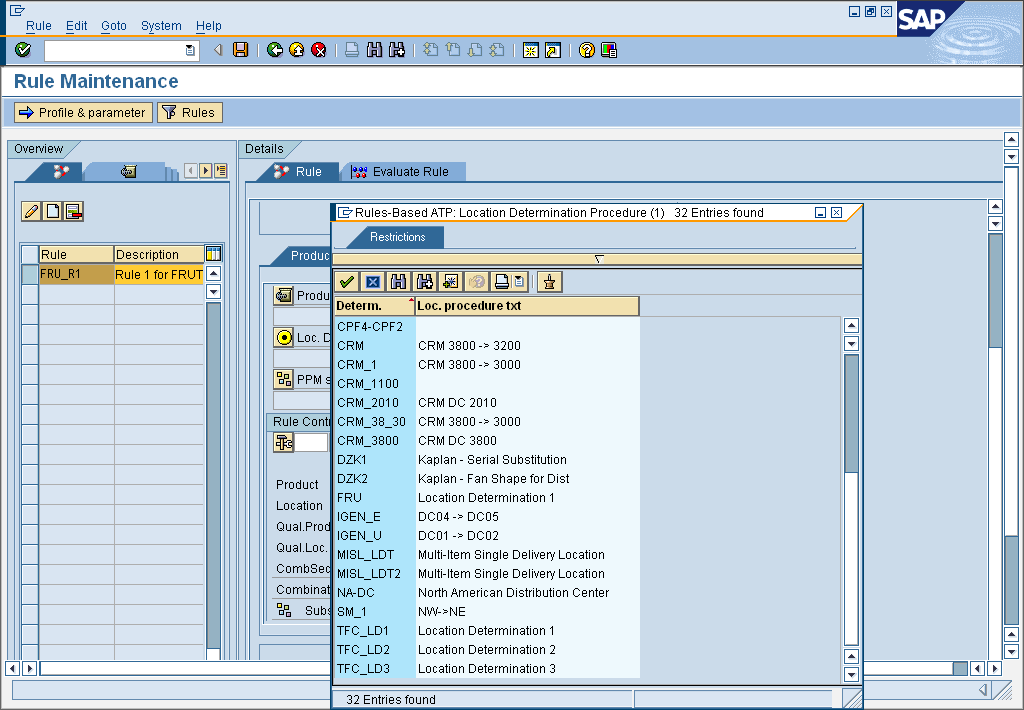 Rule Edit Goto System Help
SAP
Rule Maintenance
Profile & parameter Rules
Overview
Details
Rule Evaluate Rule
Rule Description
FRU_R1 Rule 1 for FRUT
Produc
Produ
Loc. D
PPM s
Rule Contr
Product
Location
Qual.Prod
Qual.Loc.
CombSec
Combinat
Subs
Rules-Based ATP: Location Determination Procedure (1) 32 Entries found
Restrictions
Determ. Loc. procedure txt
CPF4-CPF2
CRM CRM 3800 -> 3200
CRM_1 CRM 3800 -> 3000
CRM_1100
CRM_2010 CRM DC 2010
CRM_38_30 CRM 3800 -> 3000
CRM_3800 CRM DC 3800
DZK1 Kaplan - Serial Substitution
DZK2 Kaplan - Fan Shape for Dist
FRU Location Determination 1
IGEN_E DC04 -> DC05
IGEN_U DC01 -> DC02
MISL_LDT Multi-Item Single Delivery Location
MISL_LDT2 Multi-Item Single Delivery Location
NA-DC North American Distribution Center
SM_1 NW->NE
TFC_LD1 Location Determination 1
TFC_LD2 Location Determination 2
TFC_LD3 Location Determination 3
32 Entries found